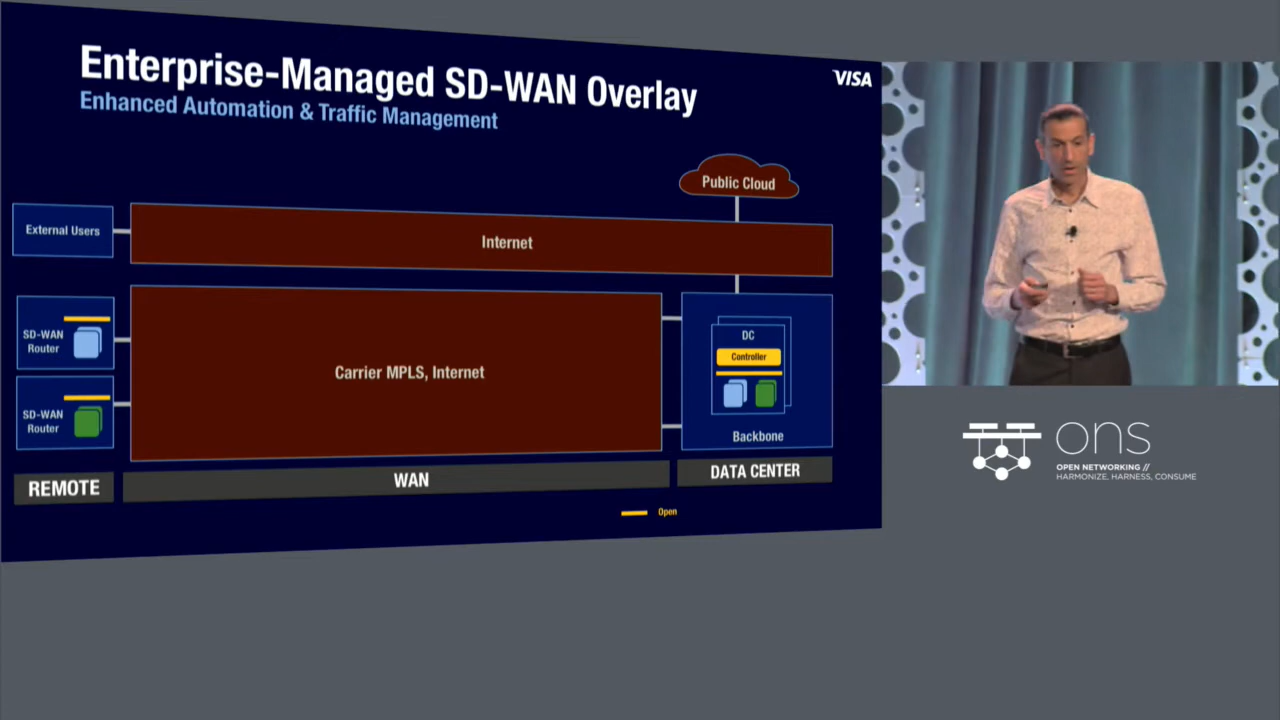 Enterprise-Managed SD-WAN Overlay
VISA
Enhanced Automation & Traffic Management
Public Cloud
External Users
Internet
SD-WAN
Router
SD-WAN
Router
Carrier MPLS, Internet
DC
Controller
Backbone
REMOTE
WAN
DATA CENTER
Open
ons
OPEN NETWORKING //
HARMONIZE, HARNESS, CONSUME